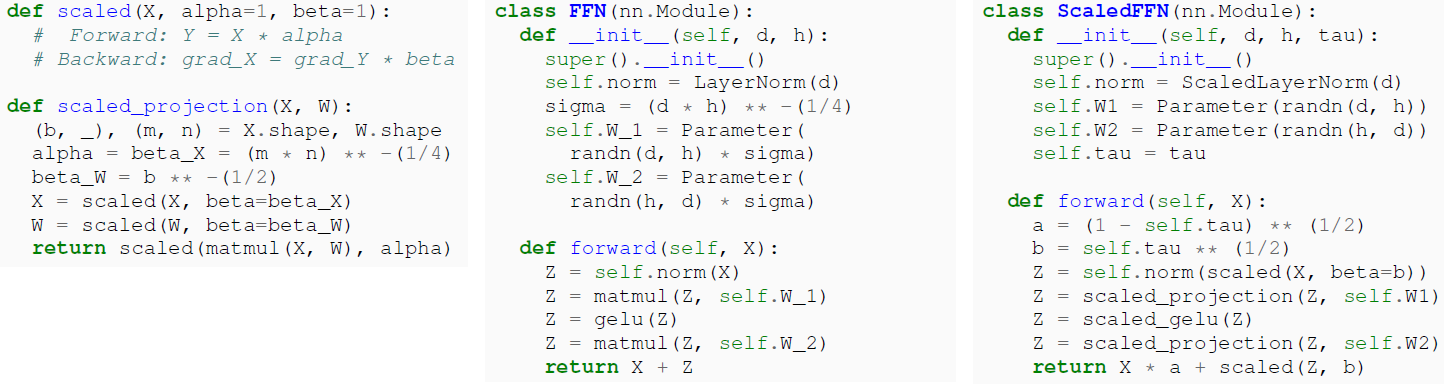 def scaled(X, alpha=1, beta=1):
  #  Forward: Y = X * alpha
  # Backward: grad_X = grad_Y * beta

def scaled_projection(X, W):
  (b, _), (m, n) = X.shape, W.shape
  alpha = beta_X = (m * n) ** -(1/4)
  beta_W = b ** -(1/2)
  X = scaled(X, beta=beta_X)
  W = scaled(W, beta=beta_W)
  return scaled(matmul(X, W), alpha)

class FFN(nn.Module):
  def __init__(self, d, h):
    super().__init__()
    self.norm = LayerNorm(d)
    sigma = (d * h) ** -(1/4)
    self.W_1 = Parameter(
      randn(d, h) * sigma)
    self.W_2 = Parameter(
      randn(h, d) * sigma)

  def forward(self, X):
    Z = self.norm(X)
    Z = matmul(Z, self.W_1)
    Z = gelu(Z)
    Z = matmul(Z, self.W_2)
    return X + Z

class ScaledFFN(nn.Module):
  def __init__(self, d, h, tau):
    super().__init__()
    self.norm = ScaledLayerNorm(d)
    self.W1 = Parameter(randn(d, h))
    self.W2 = Parameter(randn(h, d))
    self.tau = tau

  def forward(self, X):
    a = (1 - self.tau) ** (1/2)
    b = self.tau ** (1/2)
    Z = self.norm(scaled(X, beta=b))
    Z = scaled_projection(Z, self.W1)
    Z = scaled_gelu(Z)
    Z = scaled_projection(Z, self.W2)
    return X * a + scaled(Z, b)